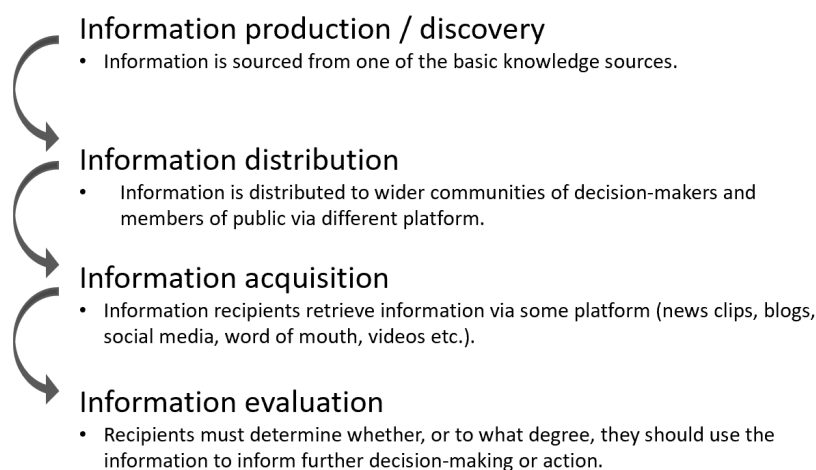 Information production / discovery
• Information is sourced from one of the basic knowledge sources.
Information distribution
• Information is distributed to wider communities of decision-makers and
members of public via different platform.
Information acquisition
• Information recipients retrieve information via some platform (news clips, blogs,
social media, word of mouth, videos etc.).
Information evaluation
• Recipients must determine whether, or to what degree, they should use the
information to inform further decision-making or action.